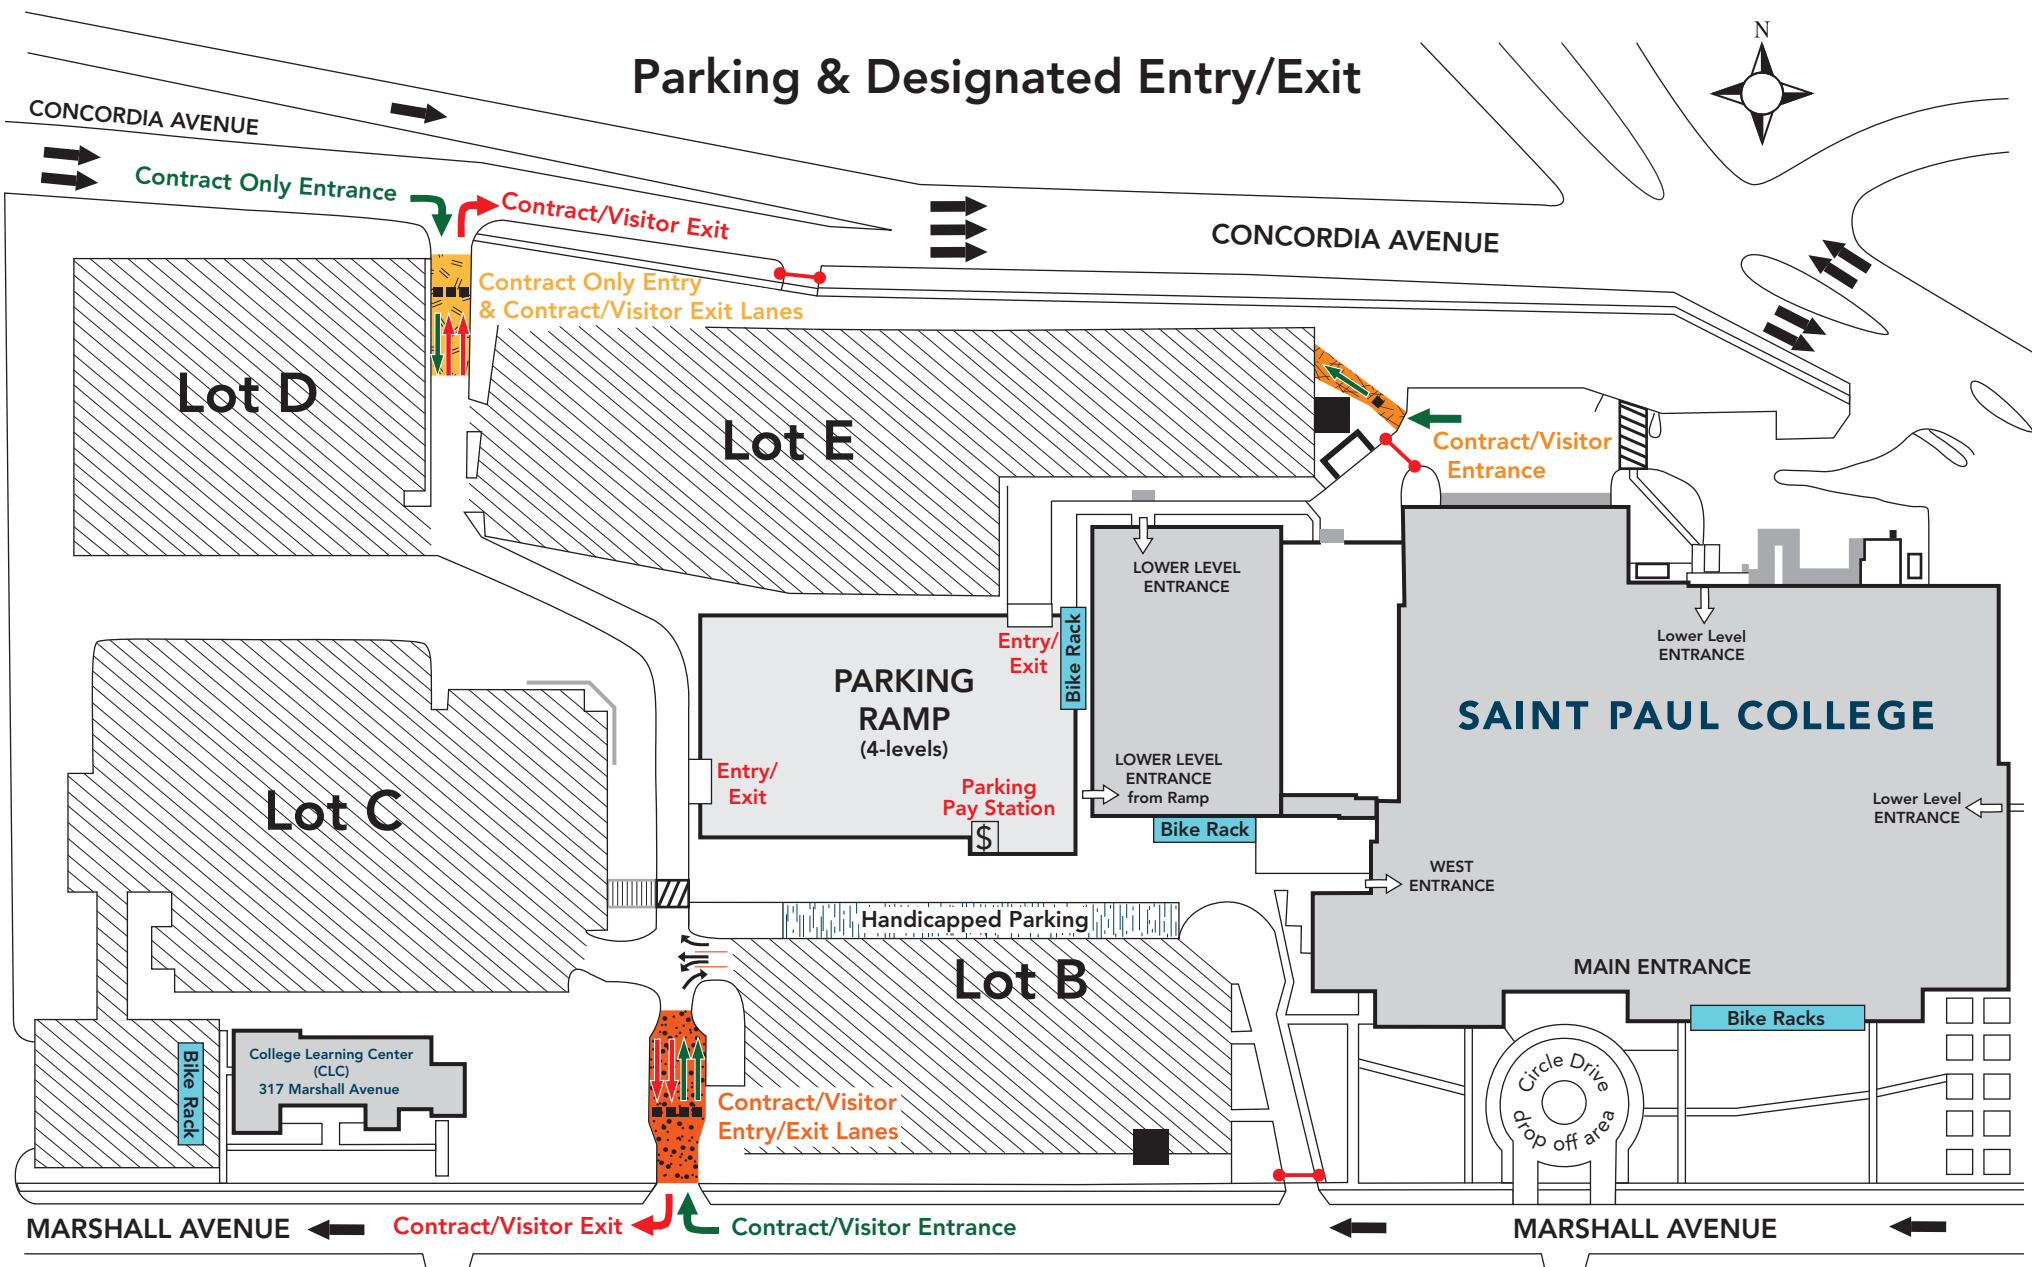 N
Parking & Designated Entry/Exit
CONCORDIA AVENUE
Contract Only Entrance
Contract/Visitor Exit
CONCORDIA AVENUE
Contract Only Entry
& Contract/Visitor Exit Lanes
Lot D
Lot E
Contract/Visitor
Entrance
LOWER LEVEL
ENTRANCE
Bike Rack
Entry/
Exit
Lower Level
ENTRANCE
PARKING
RAMP
(4-levels)
SAINT PAUL COLLEGE
Entry/
Exit
Parking
Pay Station
$
LOWER LEVEL
ENTRANCE
from Ramp
Lot C
Bike Rack
Lower Level
ENTRANCE
WEST
ENTRANCE
Handicapped Parking
Lot B
MAIN ENTRANCE
Bike Racks
Bike Rack
College Learning Center
(CLC)
317 Marshall Avenue
Circle Drive
drop off area
Contract/Visitor
Entry/Exit Lanes
MARSHALL AVENUE
Contract/Visitor Exit
Contract/Visitor Entrance
MARSHALL AVENUE